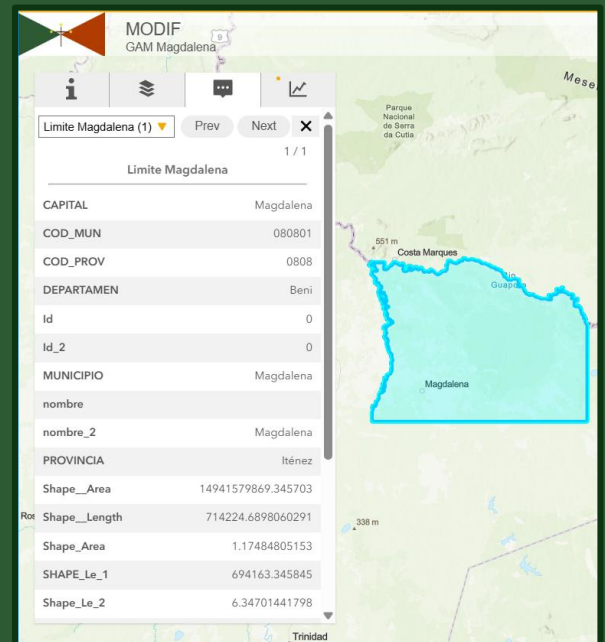 MODIF
GAM Magdalena
Limite Magdalena (1)
Prev
Next
1 / 1
Limite Magdalena
CAPITAL Magdalena
COD_MUN 080801
COD_PROV 0808
DEPARTAMEN Beni
Id 0
Id_2 0
MUNICIPIO Magdalena
nombre
nombre_2 Magdalena
PROVINCIA Iténez
Shape__Area 14941579869.345703
Shape__Length 714224.6898060291
Shape_Area 1.17484805153
SHAPE_Le_1 694163.345845
Shape_Le_2 6.34701441798
Parque
Nacional
de Serra
da Cutia
551 m
Costa Marques
Magdalena
338 m
Trinidad